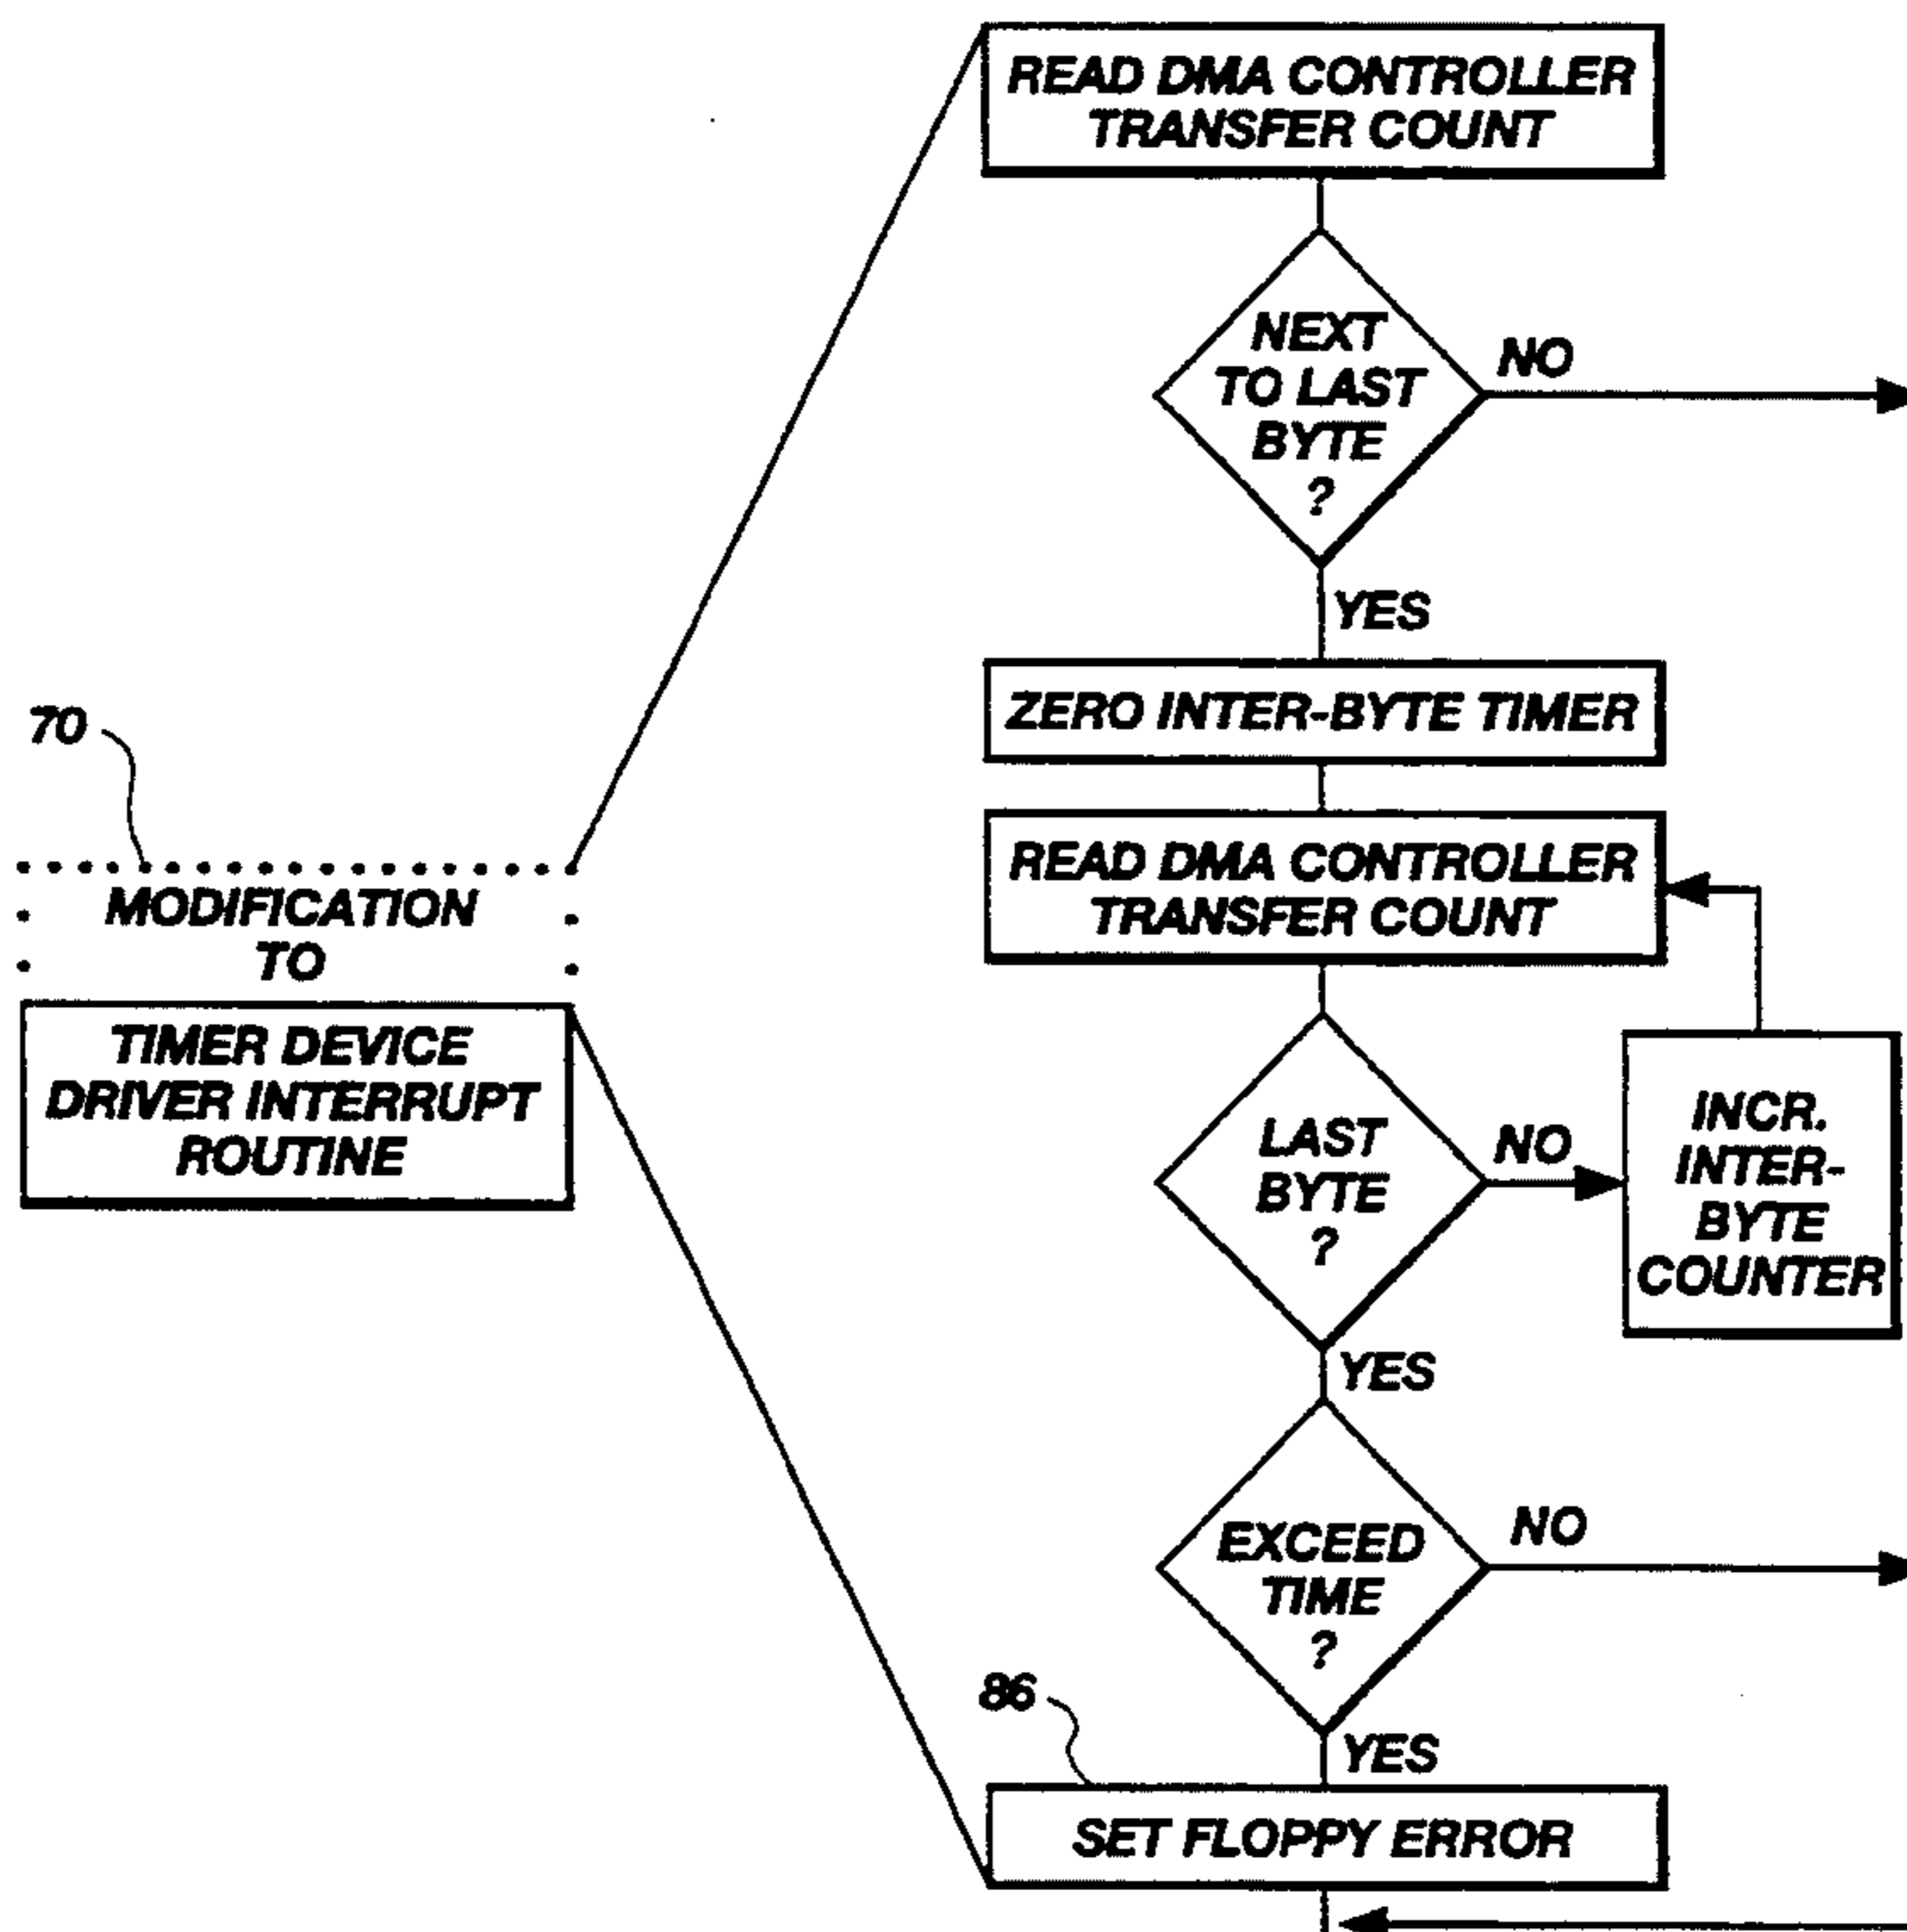 READ DMA CONTROLLER
TRANSFER COUNT
NEXT
TO LAST
BYTE
?
NO
YES
ZERO INTER-BYTE TIMER
READ DMA CONTROLLER
TRANSFER COUNT
70
MODIFICATION
TO
TIMER DEVICE
DRIVER INTERRUPT
ROUTINE
LAST
BYTE
?
NO
INCR.
INTER-
BYTE
COUNTER
YES
EXCEED
TIME
?
NO
YES
86
SET FLOPPY ERROR